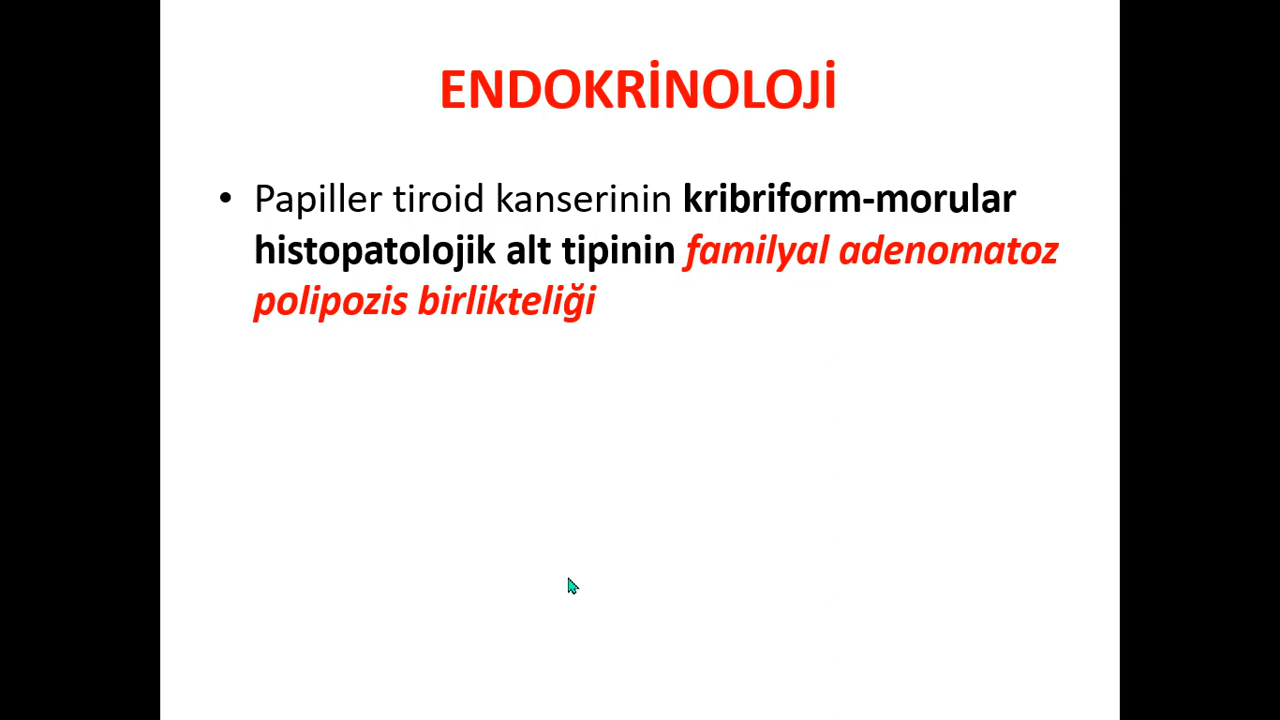 ENDOKRİNOLOJİ
• Papiller tiroid kanserinin kribriform-morular
histopatolojik alt tipinin familyal adenomatoz
polipozis birlikteliği